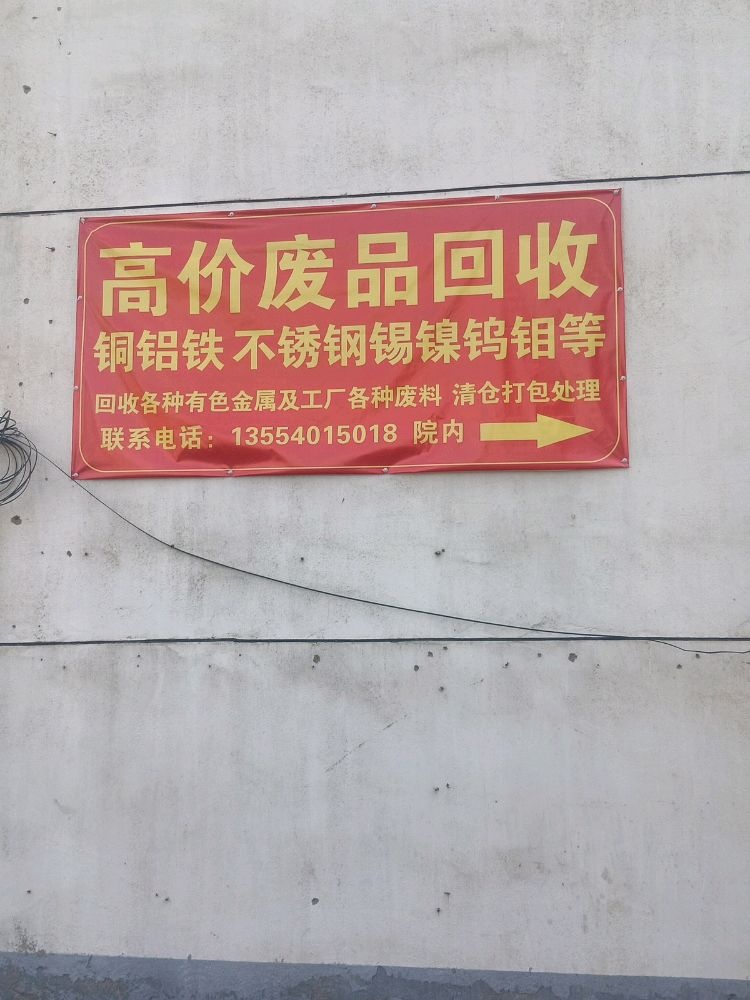 高价废品回收
铜铝铁 不锈钢锡镍钨钼等
回收各种有色金属及工厂各种废料 清仓打包处理
联系电话：13554015018 院内